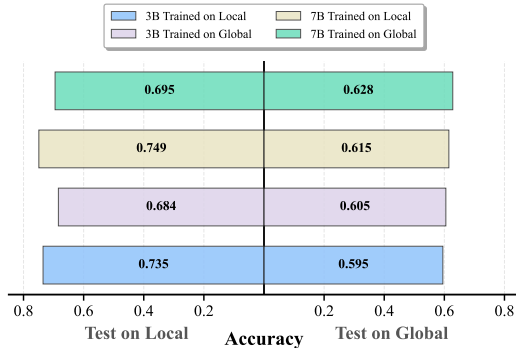 3B Trained on Local
7B Trained on Local
3B Trained on Global
7B Trained on Global
0.695 0.628
0.749 0.615
0.684 0.605
0.735 0.595
0.8 0.6 0.4 0.2 0.2 0.4 0.6 0.8
Test on Local Accuracy Test on Global